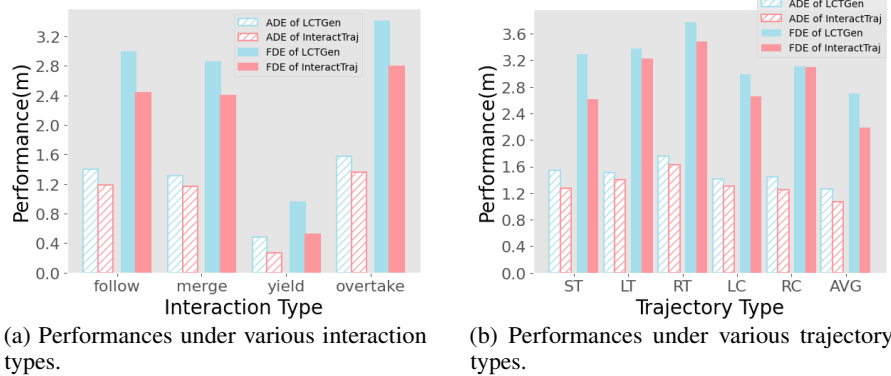 ADE of LCTGen
ADE of InteractTraj
FDE of LCTGen
FDE of InteractTraj
3.2
2.8
2.4
2.0
1.6
1.2
0.8
0.4
0.0
Performance(m)
follow merge yield overtake
Interaction Type
(a) Performances under various interaction
types.
ADE of LCTGen
ADE of InteractTraj
FDE of LCTGen
FDE of InteractTraj
3.6
3.2
2.8
2.4
2.0
1.6
1.2
0.8
0.4
0.0
Performance(m)
ST LT RT LC RC AVG
Trajectory Type
(b) Performances under various trajectory
types.